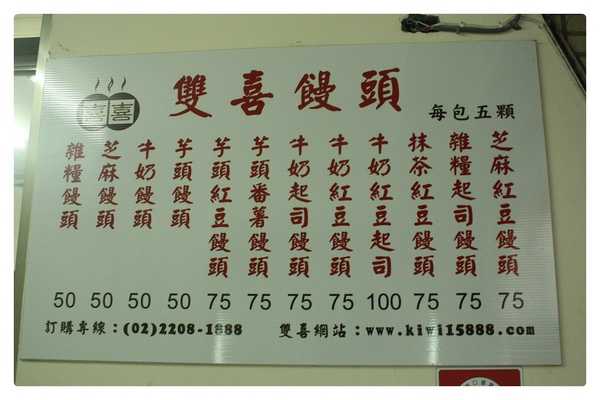 喜喜
雙喜饅頭
每包五顆
雜糧饅頭
芝麻饅頭
牛奶饅頭
芋頭饅頭
芋頭紅豆饅頭
芋頭番薯饅頭
牛奶起司饅頭
牛奶紅豆饅頭
牛奶紅豆起司
抹茶紅豆饅頭
雜糧起司饅頭
芝麻紅豆饅頭
50 50 50 50 75 75 75 75 100 75 75 75
訂購專線：(02)2208-1888 雙喜網站：www.kiwi15888.com